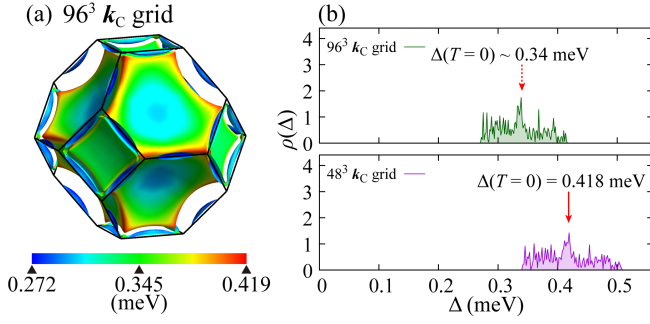 (a) 96³ k_C grid
0.272 0.345 0.419
(meV)
(b)
4
3
2
1
0
96³ k_C grid
Δ(T = 0) ~ 0.34 meV
ρ(Δ)
4
3
2
1
0
48³ k_C grid
Δ(T = 0) = 0.418 meV
0 0.1 0.2 0.3 0.4 0.5
Δ (meV)